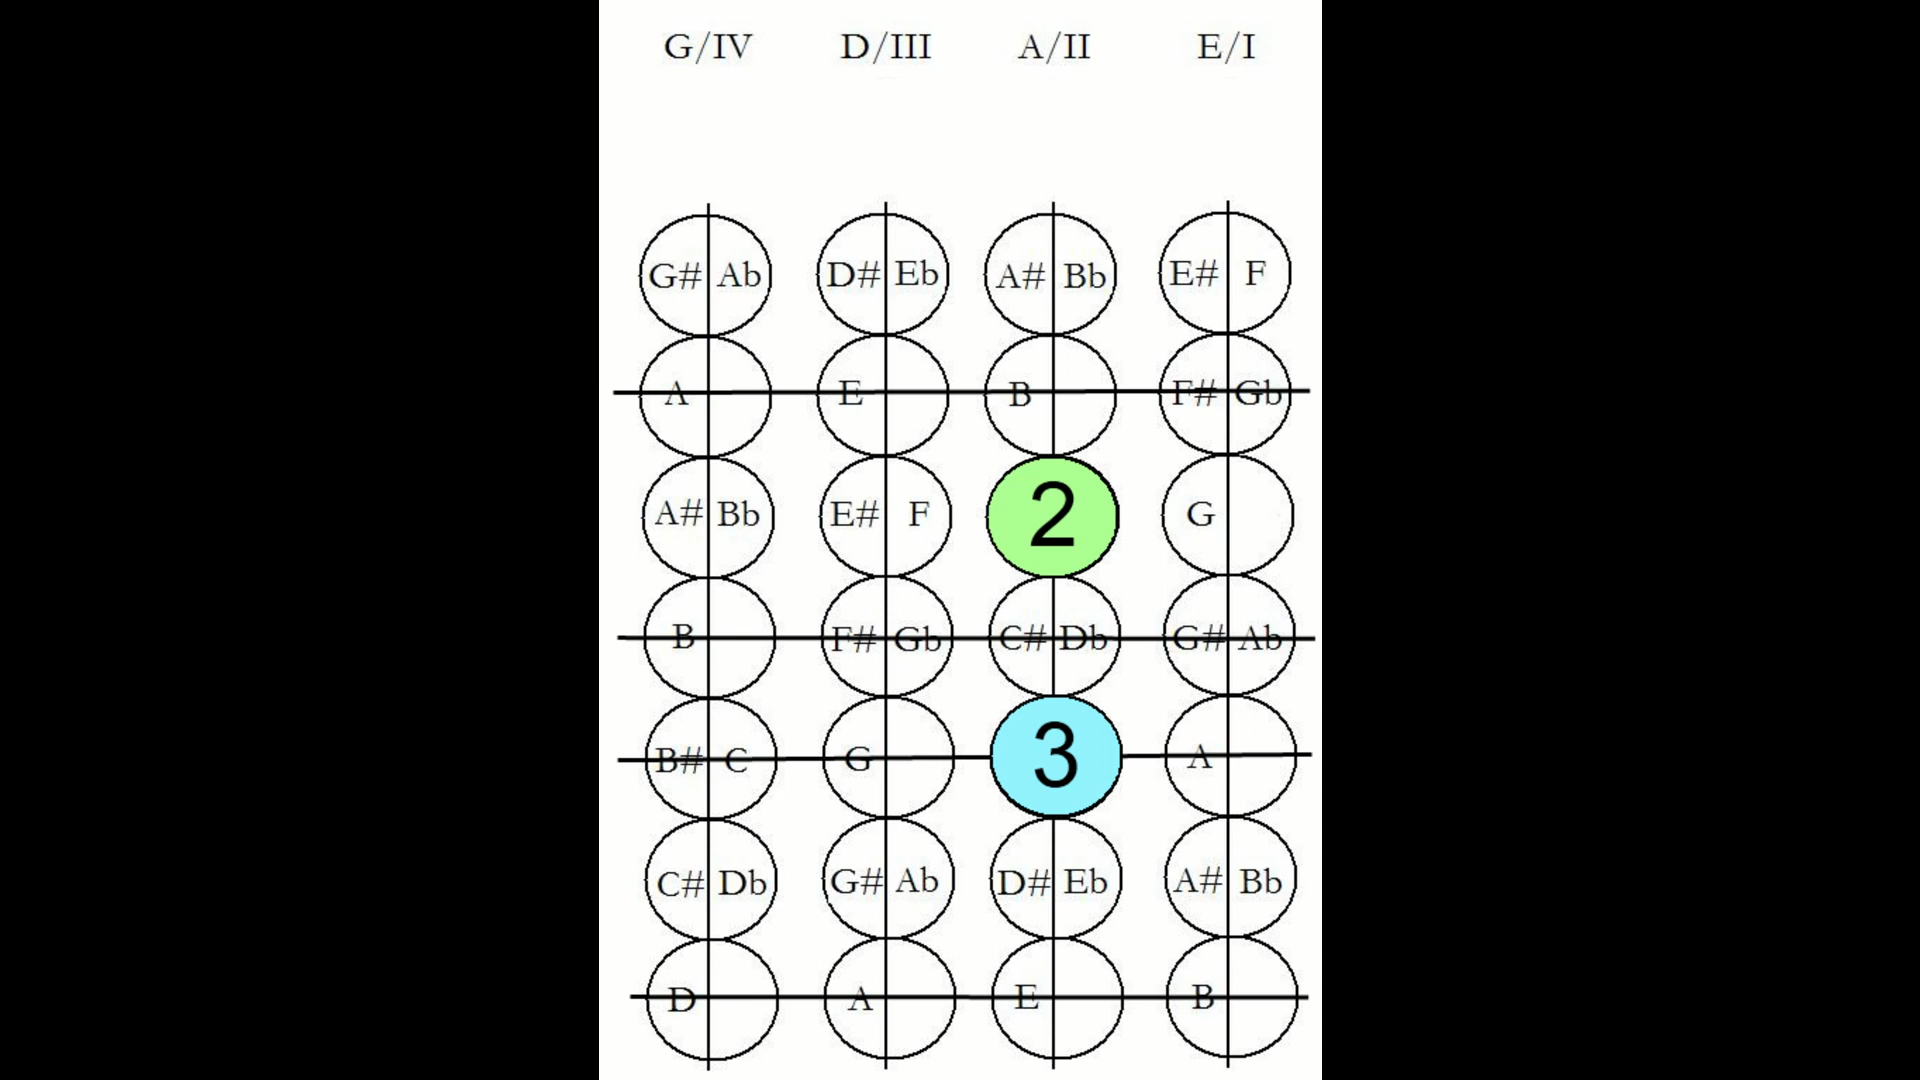 G/IV D/III A/II E/I
G# Ab D# Eb A# Bb E# F
A E B F# Gb
A# Bb E# F 2 G
B F# Gb C# Db G# Ab
B# C G 3 A
C# Db G# Ab D# Eb A# Bb
D A E B